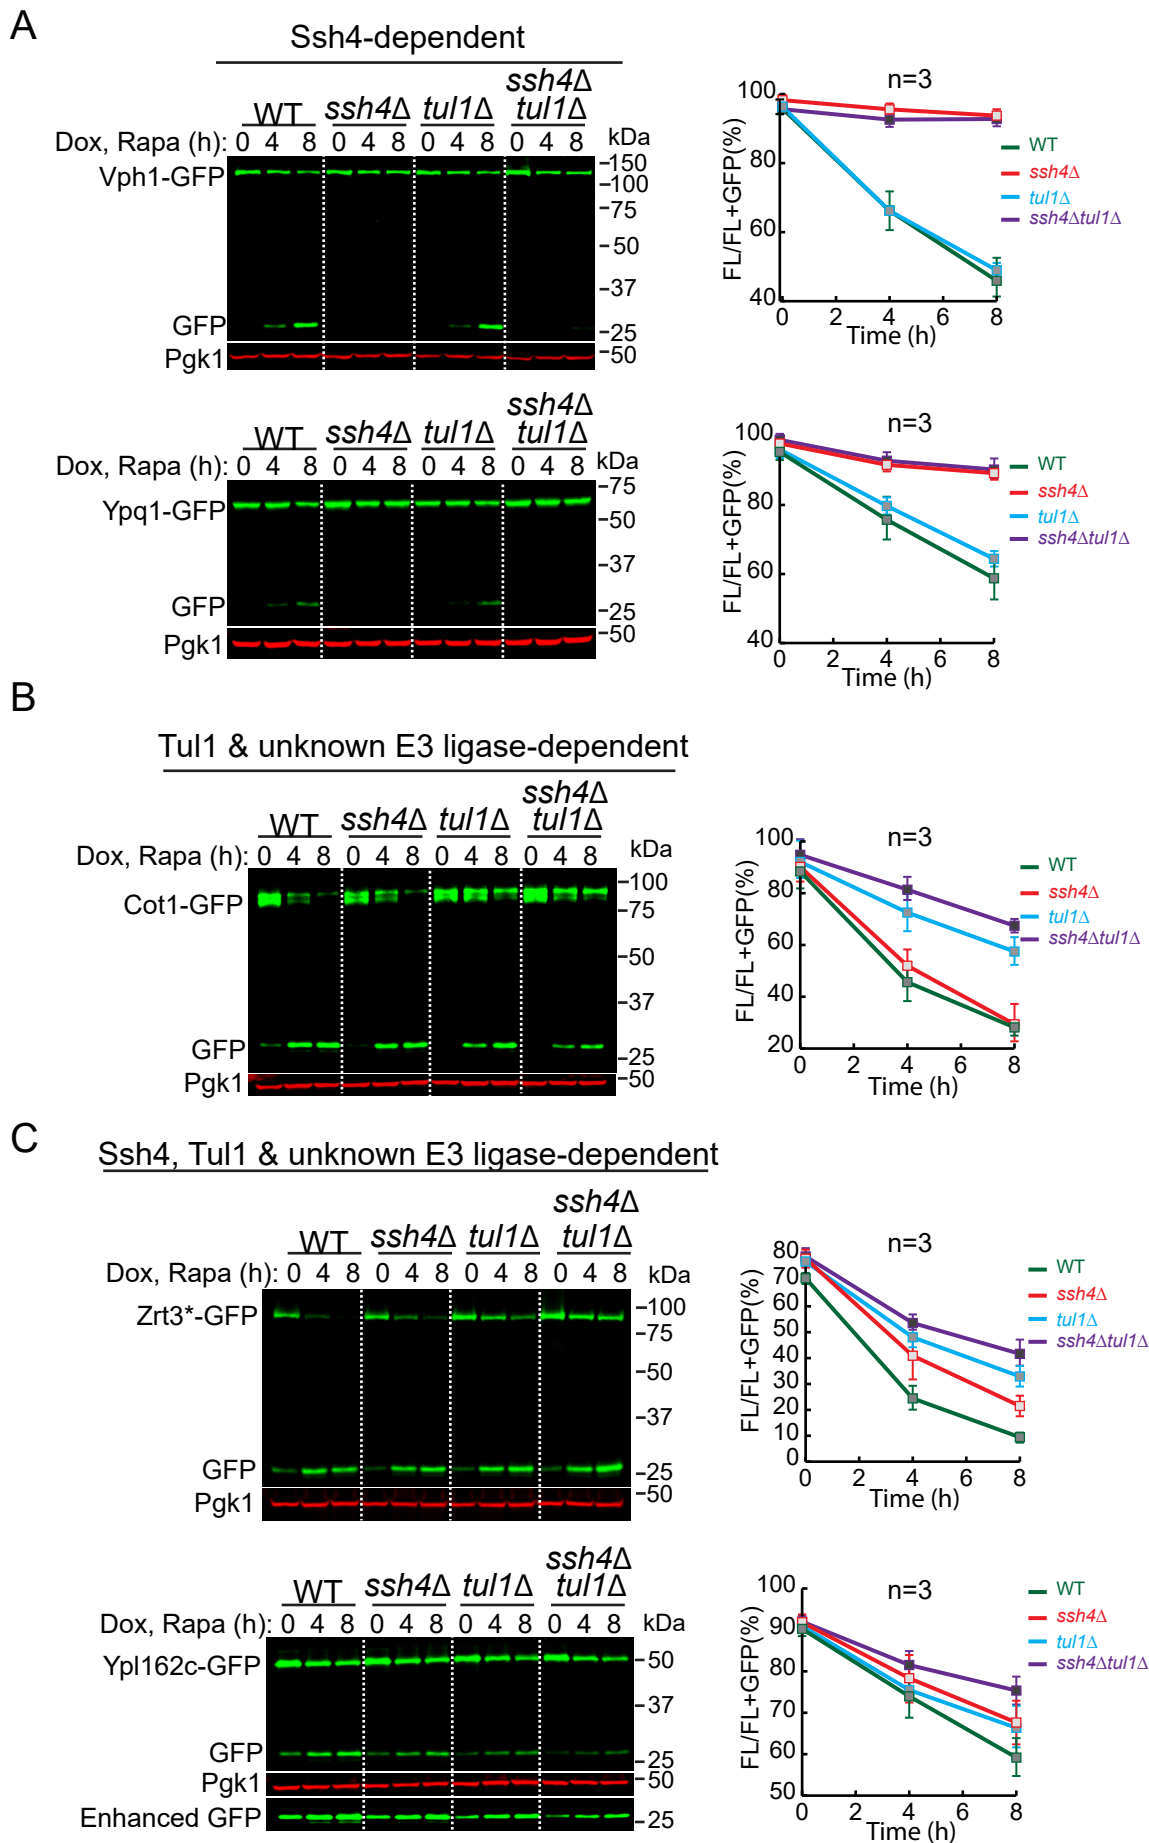 A
Ssh4-dependent
WT ssh4Δ tul1Δ ssh4Δ tul1Δ
Dox, Rapa (h): 0 4 8 0 4 8 0 4 8 0 4 8 kDa
Vph1-GFP
GFP
Pgk1
150
100
75
50
37
25
50
n=3
FL/FL+GFP(%)
100
80
60
40
0 2 4 6 8
Time (h)
WT
ssh4Δ
tul1Δ
ssh4Δtul1Δ
WT ssh4Δ tul1Δ ssh4Δ tul1Δ
Dox, Rapa (h): 0 4 8 0 4 8 0 4 8 0 4 8 kDa
Ypq1-GFP
GFP
Pgk1
75
50
37
25
50
n=3
FL/FL+GFP(%)
100
80
60
40
0 2 4 6 8
Time (h)
WT
ssh4Δ
tul1Δ
ssh4Δtul1Δ
B
Tul1 & unknown E3 ligase-dependent
WT ssh4Δ tul1Δ ssh4Δ tul1Δ
Dox, Rapa (h): 0 4 8 0 4 8 0 4 8 0 4 8 kDa
Cot1-GFP
GFP
Pgk1
100
75
50
37
25
50
n=3
FL/FL+GFP(%)
100
80
60
40
20
0 2 4 6 8
Time (h)
WT
ssh4Δ
tul1Δ
ssh4Δtul1Δ
C
Ssh4, Tul1 & unknown E3 ligase-dependent
WT ssh4Δ tul1Δ ssh4Δ tul1Δ
Dox, Rapa (h): 0 4 8 0 4 8 0 4 8 0 4 8 kDa
Zrt3*-GFP
GFP
Pgk1
100
75
50
37
25
50
n=3
FL/FL+GFP(%)
80
70
60
50
40
30
20
10
0
0 2 4 6 8
Time (h)
WT
ssh4Δ
tul1Δ
ssh4Δtul1Δ
WT ssh4Δ tul1Δ ssh4Δ tul1Δ
Dox, Rapa (h): 0 4 8 0 4 8 0 4 8 0 4 8 kDa
Ypl162c-GFP
GFP
Pgk1
Enhanced GFP
50
37
25
50
25
n=3
FL/FL+GFP(%)
100
90
80
70
60
50
0 2 4 6 8
Time (h)
WT
ssh4Δ
tul1Δ
ssh4Δtul1Δ